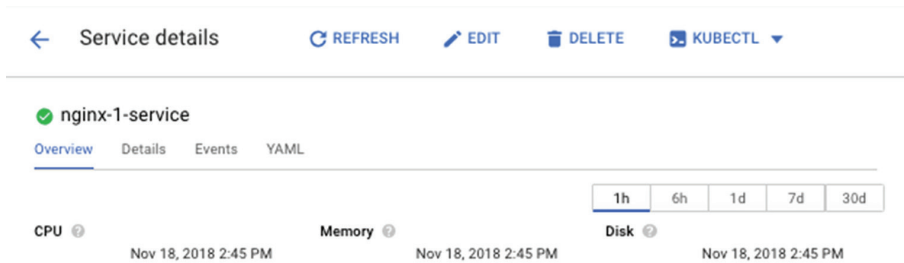 Service details REFRESH EDIT DELETE KUBECTL
nginx-1-service
Overview Details Events YAML
1h 6h 1d 7d 30d
CPU Memory Disk
Nov 18, 2018 2:45 PM Nov 18, 2018 2:45 PM Nov 18, 2018 2:45 PM